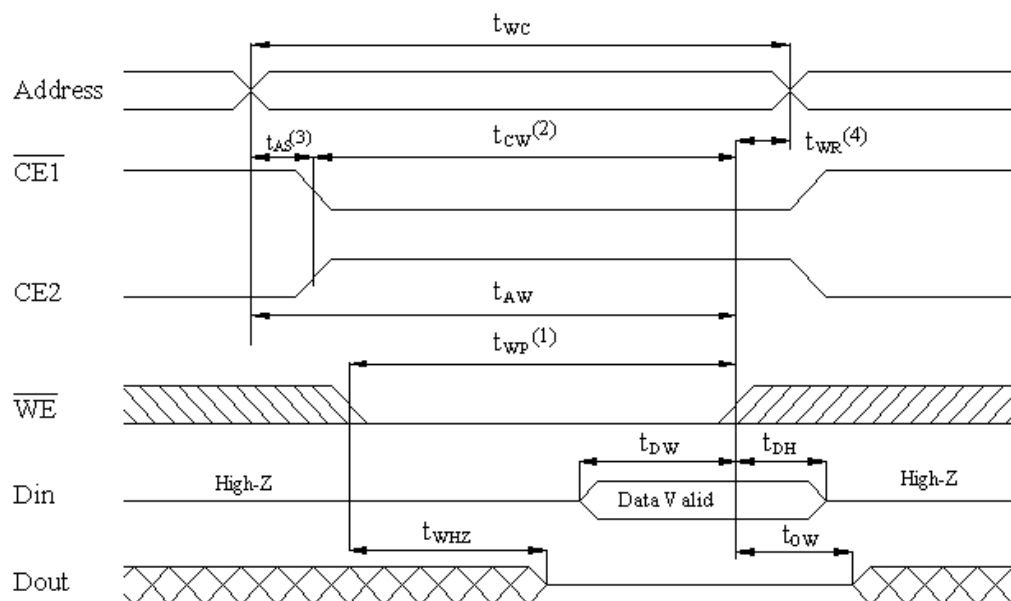 tWC
Address
tAS(3) tCW(2) tWR(4)
CE1
CE2
tAW
tWP(1)
WE
tDW tDH
Din High-Z Data V alid High-Z
tWHZ tOW
Dout